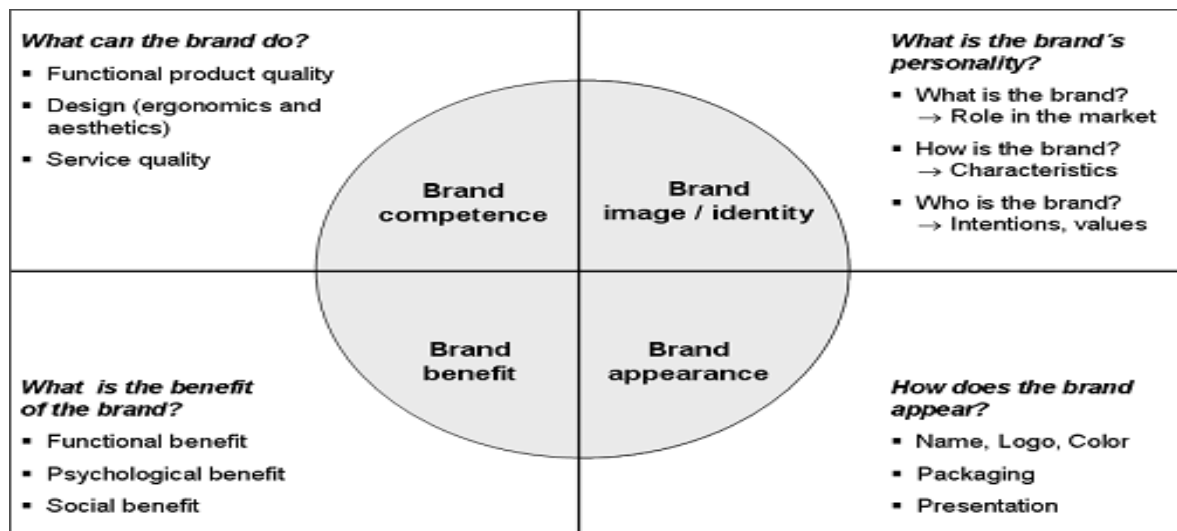 What can the brand do?
▪ Functional product quality
▪ Design (ergonomics and
aesthetics)
▪ Service quality
Brand
competence
What is the brand´s
personality?
▪ What is the brand?
→ Role in the market
▪ How is the brand?
→ Characteristics
▪ Who is the brand?
→ Intentions, values
Brand
image / identity
What is the benefit
of the brand?
▪ Functional benefit
▪ Psychological benefit
▪ Social benefit
Brand
benefit
Brand
appearance
How does the brand
appear?
▪ Name, Logo, Color
▪ Packaging
▪ Presentation